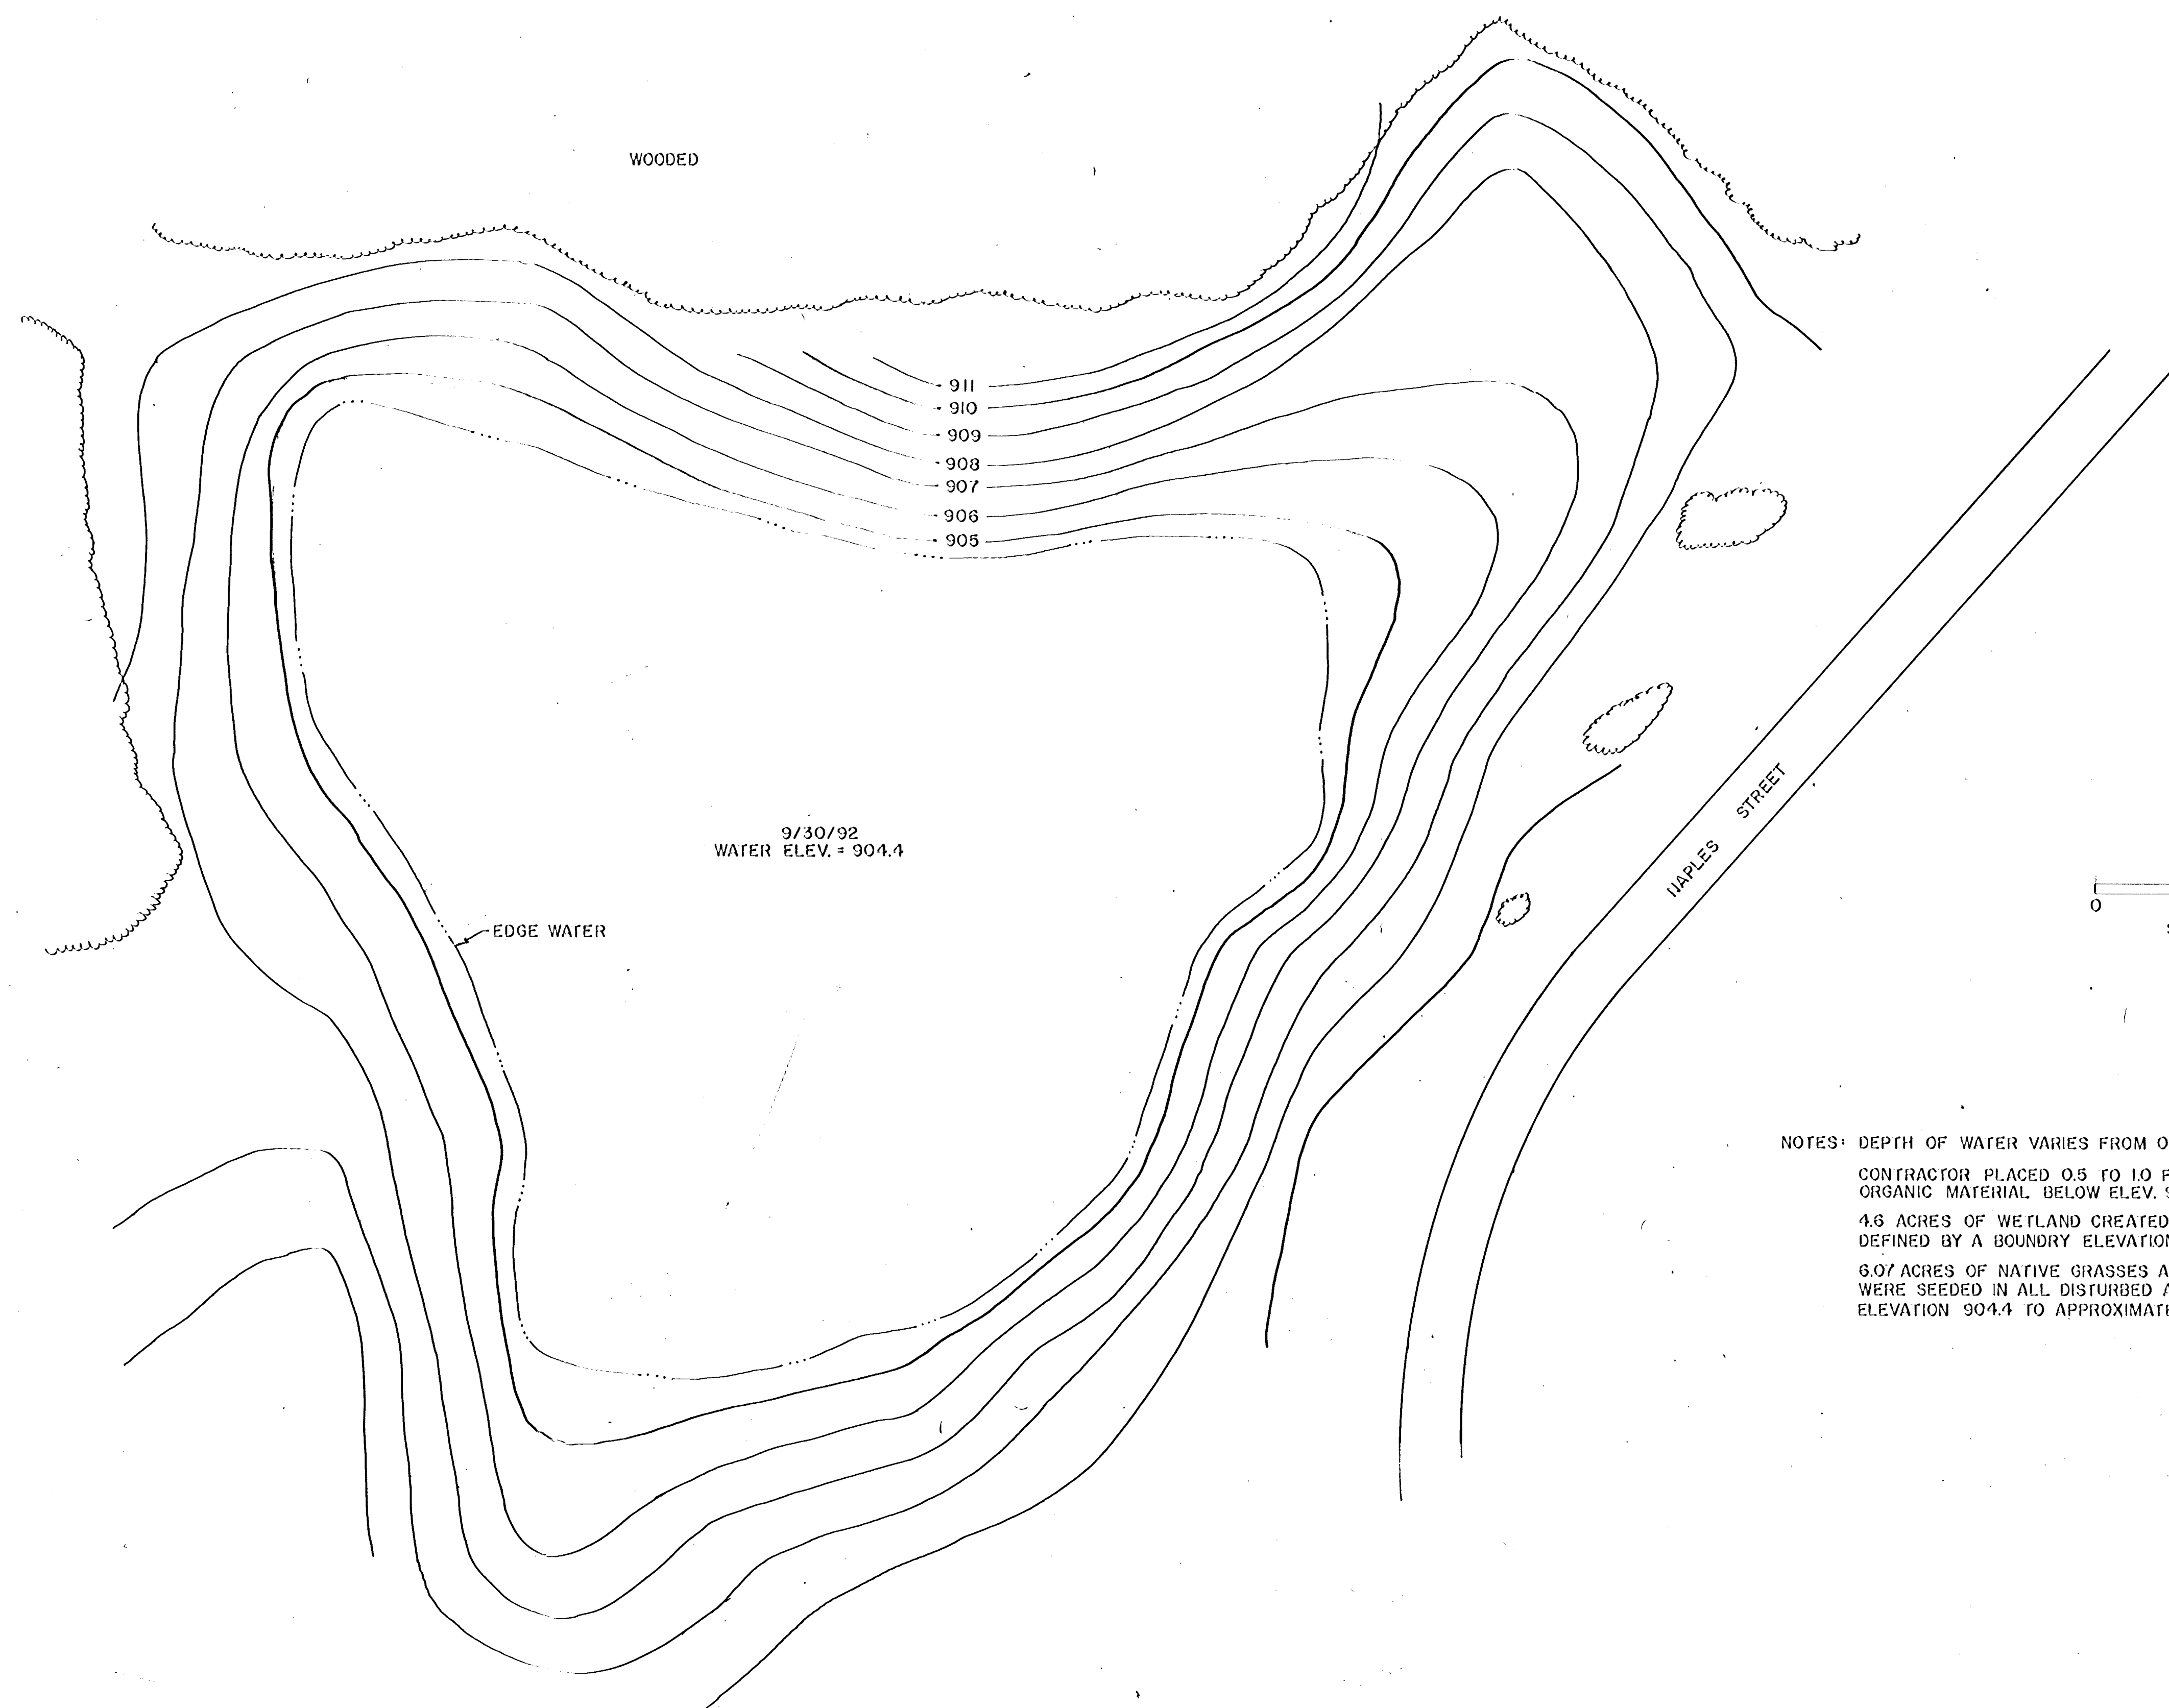 WOODED
911
910
909
908
907
906
905
9/30/92
WATER ELEV. = 904.4
EDGE WATER
NAPLES STREET
0
NOTES: DEPTH OF WATER VARIES FROM
CONTRACTOR PLACED 0.5 TO 1.0
ORGANIC MATERIAL BELOW ELEV.
4.6 ACRES OF WETLAND CREATED
DEFINED BY A BOUNDRY ELEVATION
6.07 ACRES OF NATIVE GRASSES
WERE SEEDED IN ALL DISTURBED
ELEVATION 904.4 TO